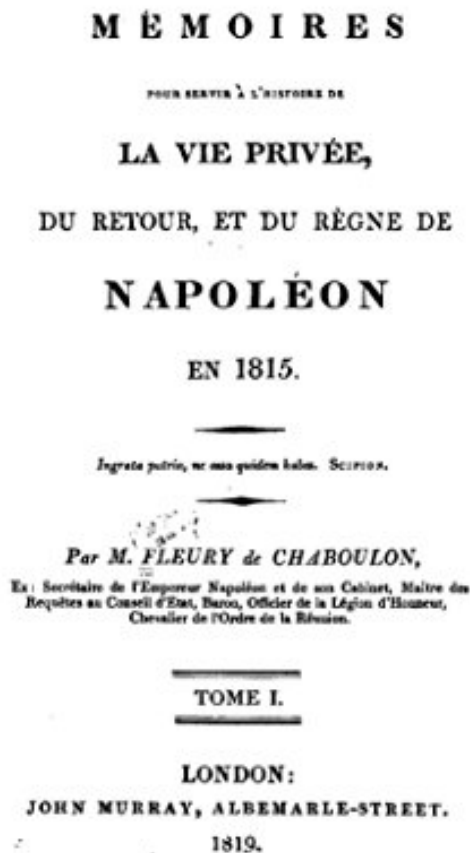 MÉMOIRES
POUR SERVIR À L'HISTOIRE DE
LA VIE PRIVÉE,
DU RETOUR, ET DU RÈGNE DE
NAPOLÉON
EN 1815.
Ingrata patria, ne ossa quidem habes. SCIPION.
Par M. FLEURY de CHABOULON,
Ex: Secrétaire de l'Empereur Napoléon et de son Cabinet, Maître des
Requêtes au Conseil d'État, Baron, Officier de la Légion d'Honneur,
Chevalier de l'Ordre de la Réunion.
TOME I.
LONDON:
JOHN MURRAY, ALBEMARLE-STREET.
1819.